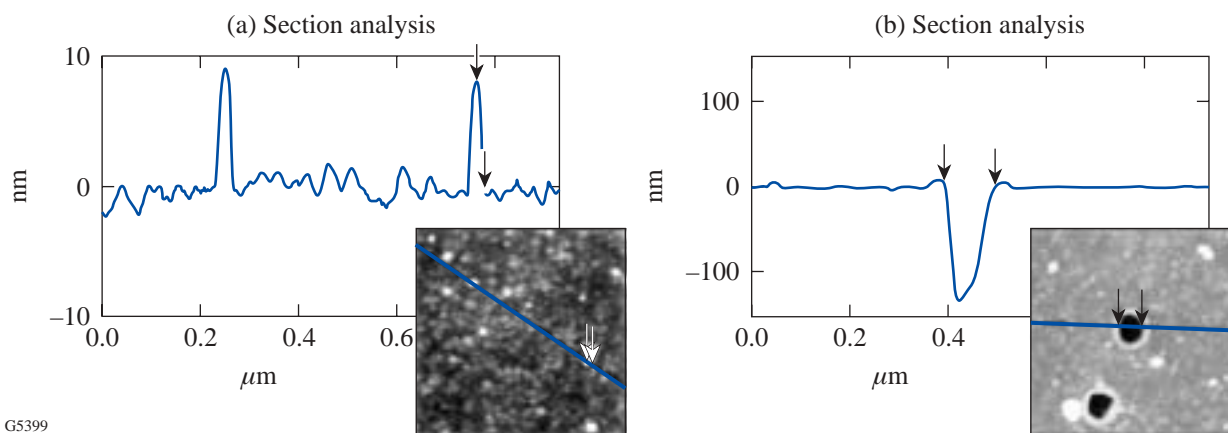 (a) Section analysis
10
0
–10
nm
0.0
0.2
0.4
0.6
μm
(b) Section analysis
100
0
–100
nm
0.0
0.2
0.4
μm
G5399